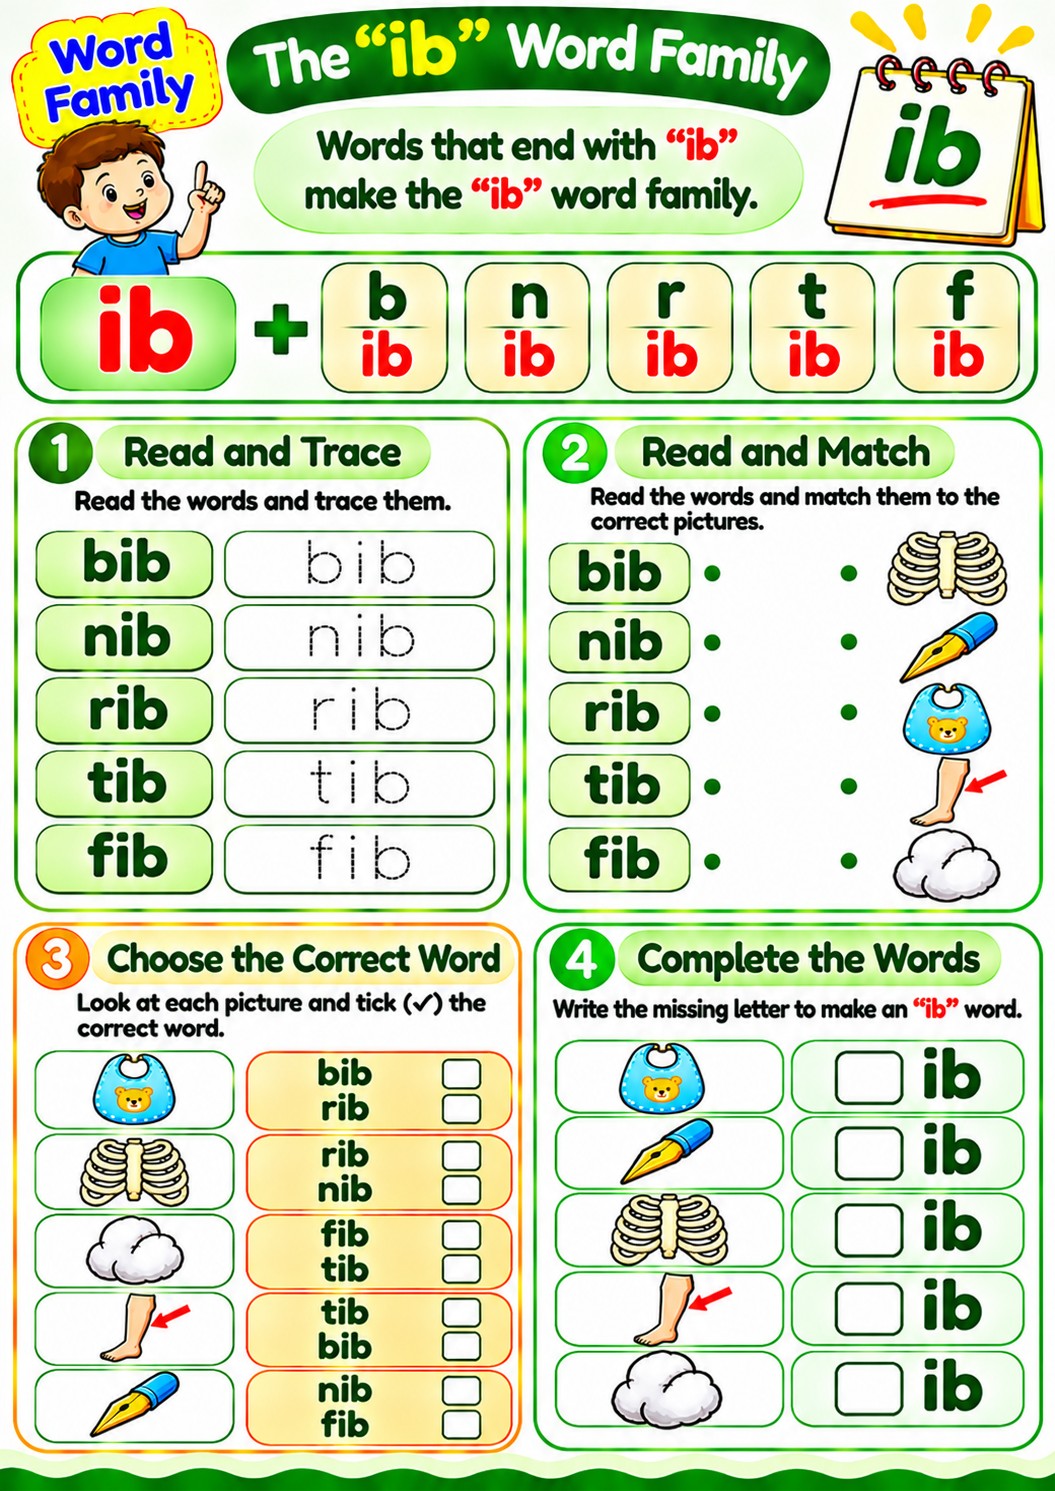 Word
Family
The “ib” Word Family
Words that end with “ib”
make the “ib” word family.
ib
ib + b n r t f
ib ib ib ib ib
1 Read and Trace
Read the words and trace them.
bib bib
nib nib
rib rib
tib tib
fib fib
2 Read and Match
Read the words and match them to the
correct pictures.
bib
nib
rib
tib
fib
3 Choose the Correct Word
Look at each picture and tick (✓) the
correct word.
bib
rib
rib
nib
fib
tib
tib
bib
nib
fib
4 Complete the Words
Write the missing letter to make an “ib” word.
ib
ib
ib
ib
ib